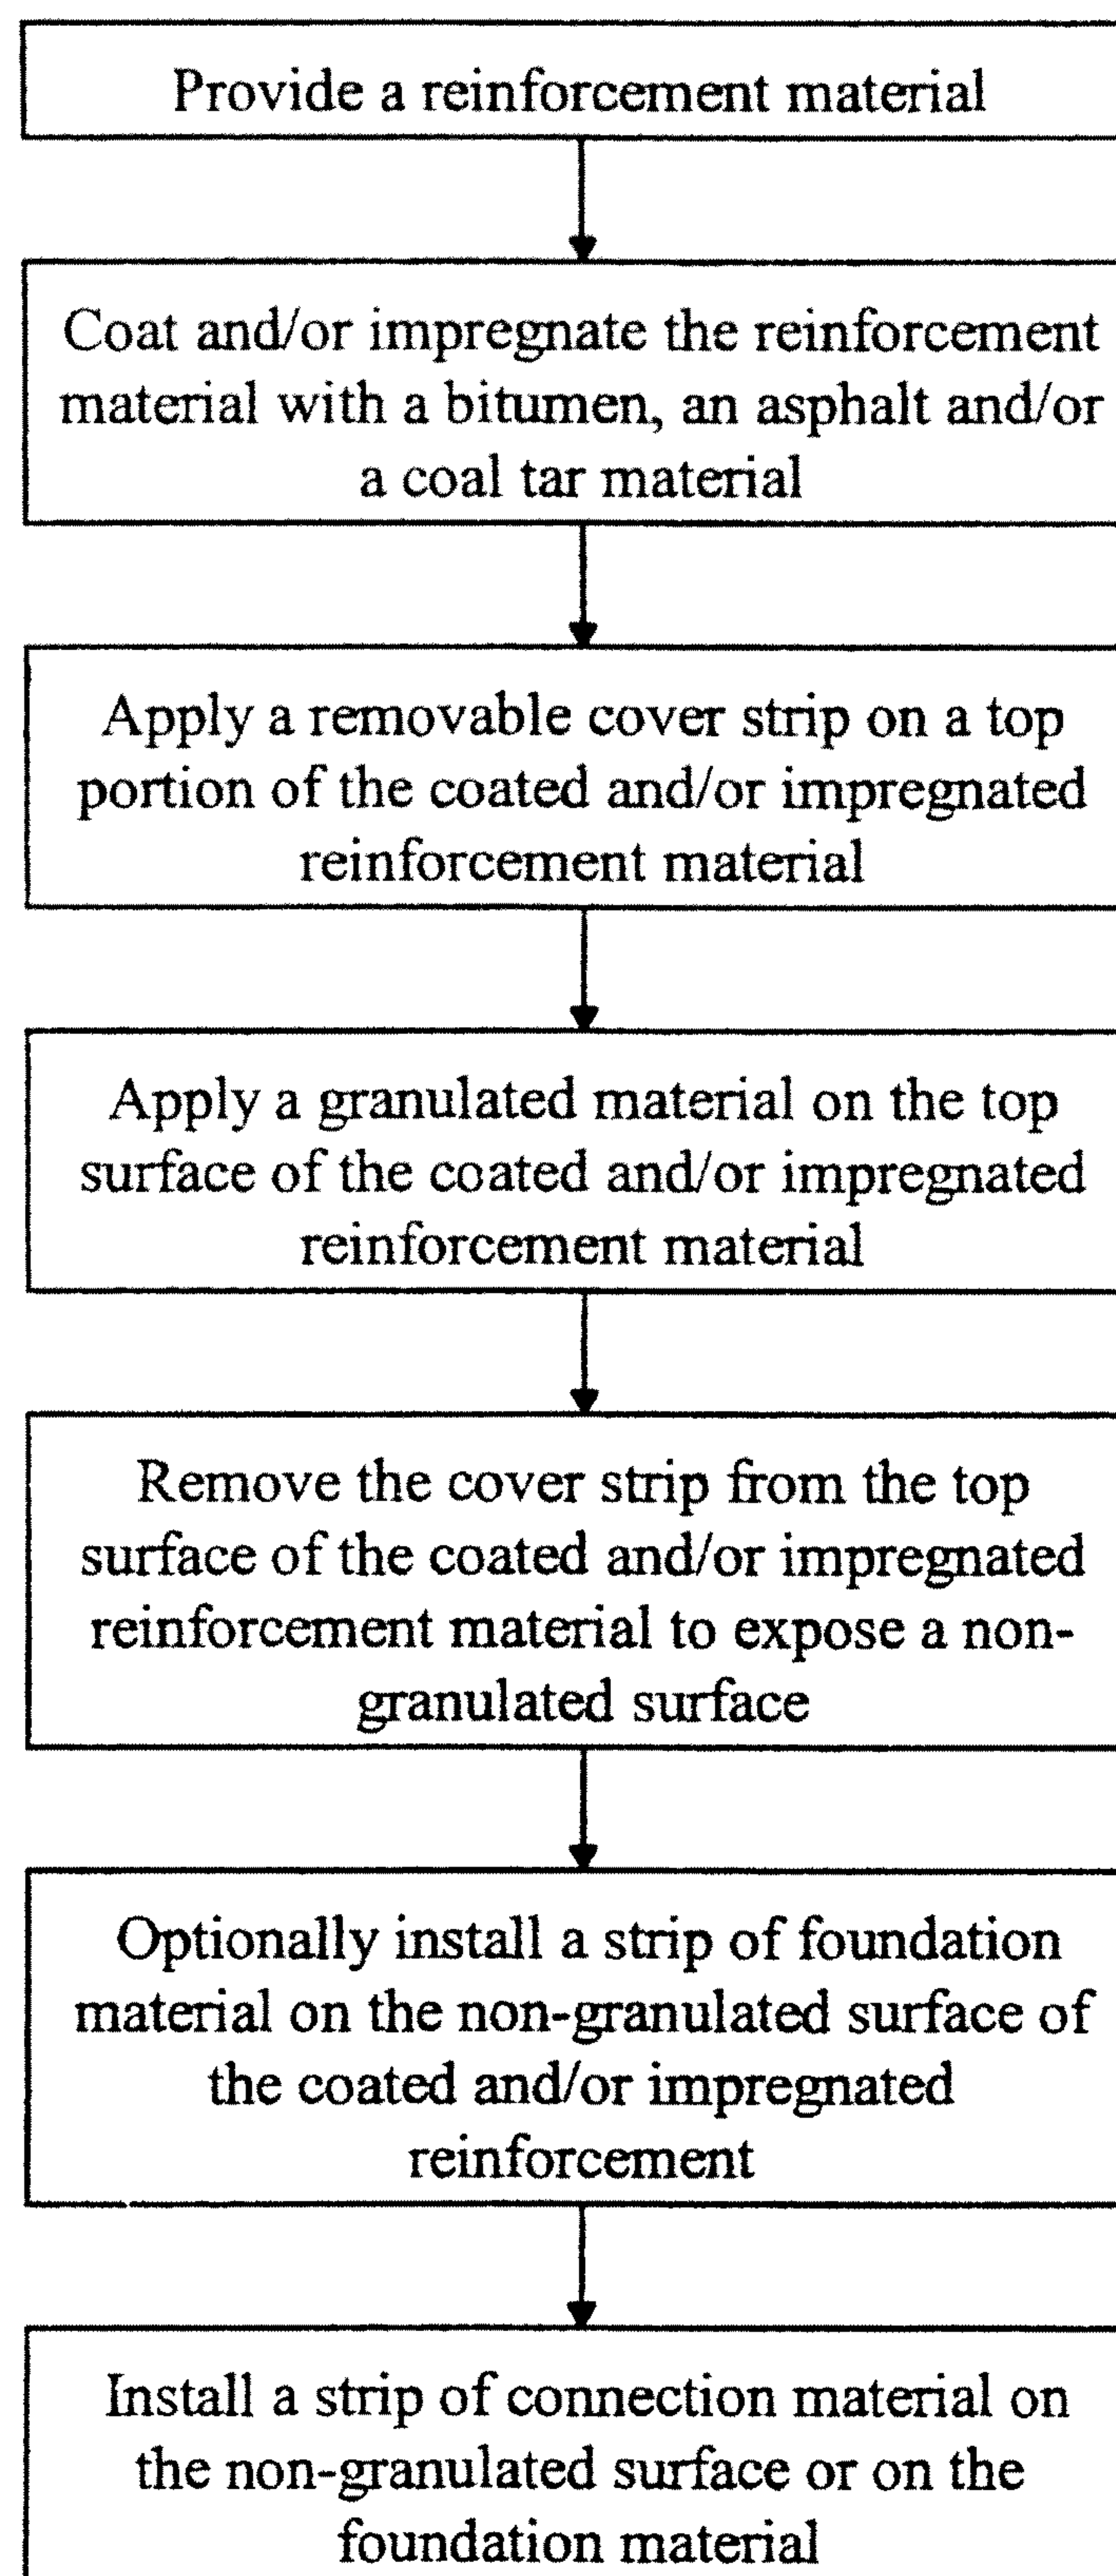 Provide a reinforcement material
Coat and/or impregnate the reinforcement
material with a bitumen, an asphalt and/or
a coal tar material
Apply a removable cover strip on a top
portion of the coated and/or impregnated
reinforcement material
Apply a granulated material on the top
surface of the coated and/or impregnated
reinforcement material
Remove the cover strip from the top
surface of the coated and/or impregnated
reinforcement material to expose a non-
granulated surface
Optionally install a strip of foundation
material on the non-granulated surface of
the coated and/or impregnated
reinforcement
Install a strip of connection material on
the non-granulated surface or on the
foundation material